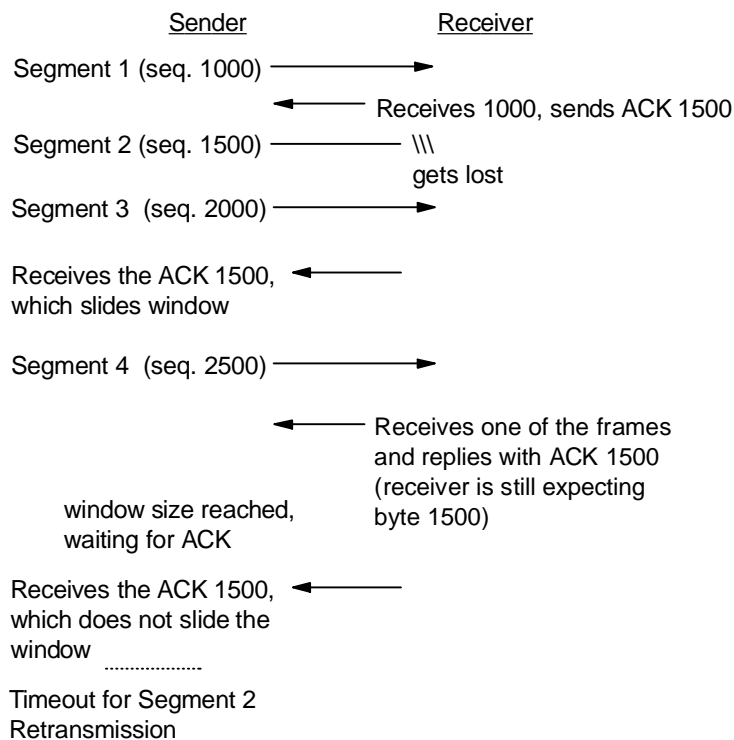 Sender Receiver
Segment 1 (seq. 1000)
Receives 1000, sends ACK 1500
Segment 2 (seq. 1500) \\\
gets lost
Segment 3 (seq. 2000)
Receives the ACK 1500,
which slides window
Segment 4 (seq. 2500)
Receives one of the frames
and replies with ACK 1500
(receiver is still expecting
byte 1500)
window size reached,
waiting for ACK
Receives the ACK 1500,
which does not slide the
window
Timeout for Segment 2
Retransmission